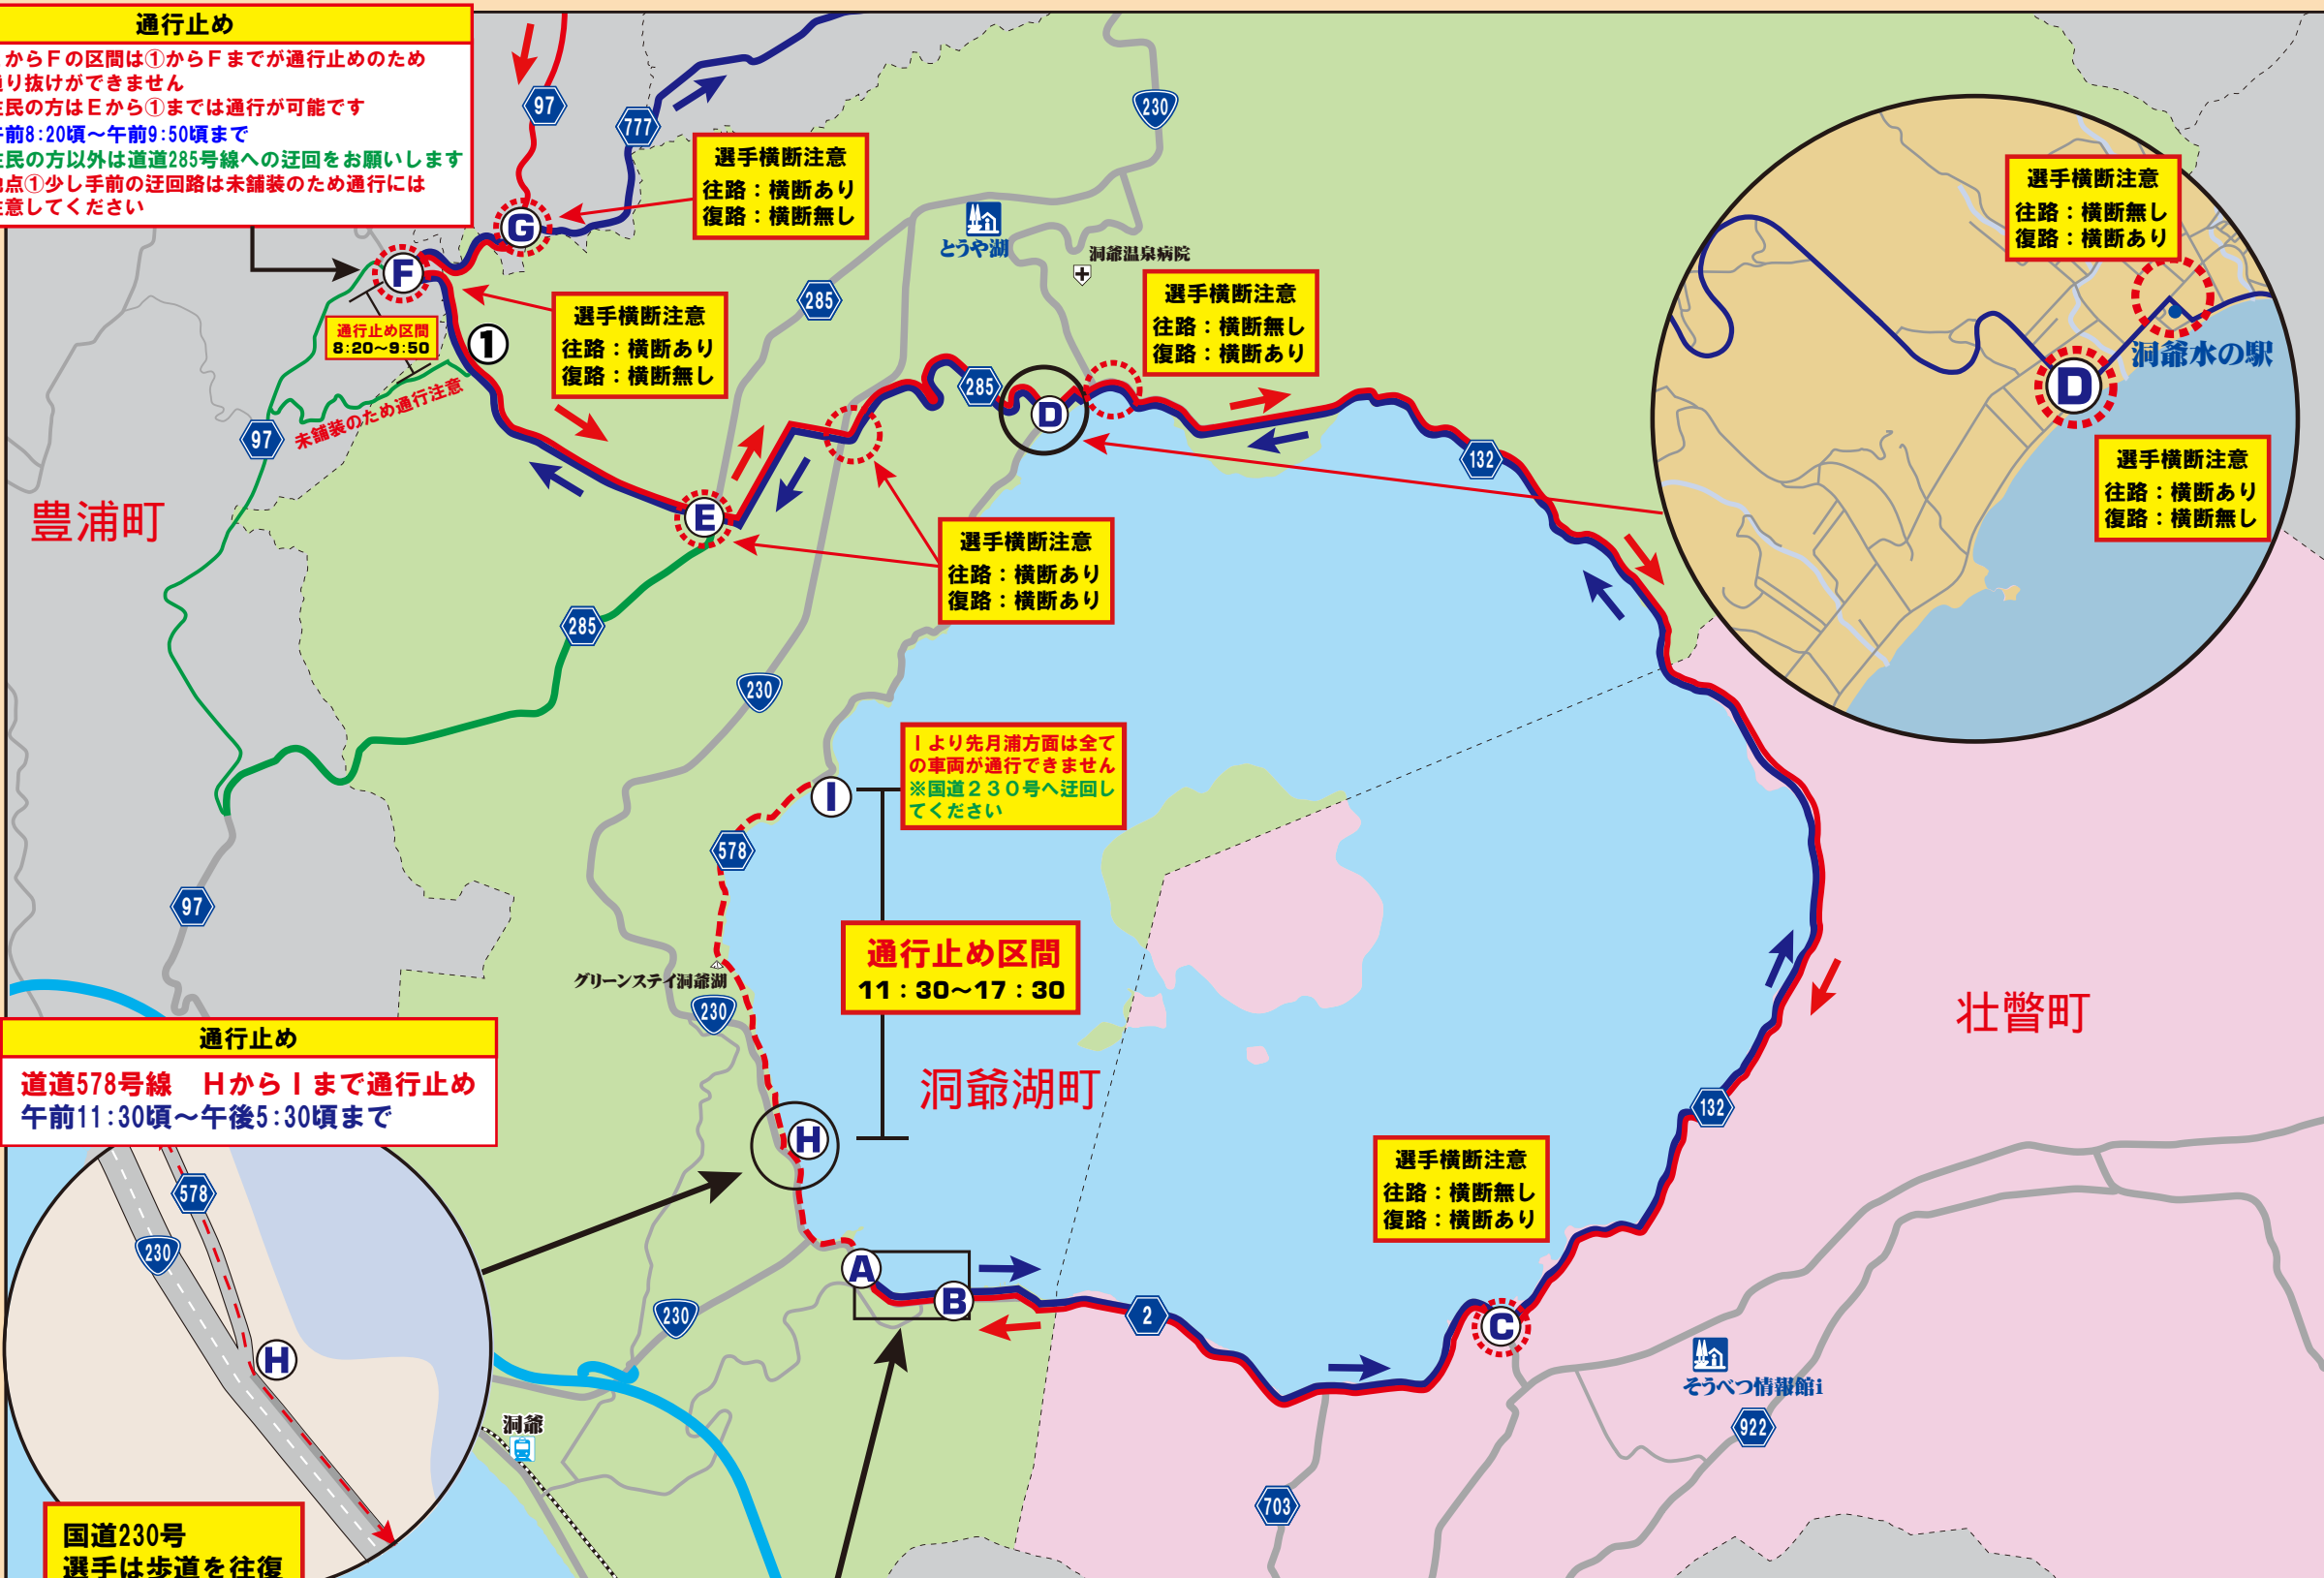 通行止め
からFの区間は①からFまでが通行止めのため
り抜けができません
民の方はEから①までは通行が可能です
前8:20頃～午前9:50頃まで
民の方以外は道道285号線への迂回をお願いします
点①少し手前の迂回路は未舗装のため通行には
意してください
97
777
230
選手横断注意
往路：横断あり
復路：横断無し
G
F
とうや湖
洞爺温泉病院
285
選手横断注意
往路：横断無し
復路：横断あり
選手横断注意
往路：横断無し
復路：横断あり
洞爺水の駅
D
選手横断注意
往路：横断あり
復路：横断無し
通行止め区間
8:20～9:50
1
選手横断注意
往路：横断あり
復路：横断無し
未舗装のため通行注意
97
285
D
132
豊浦町
E
選手横断注意
往路：横断あり
復路：横断あり
285
230
Iより先月浦方面は全て
の車両が通行できません
※国道２３０号へ迂回し
てください
I
578
97
通行止め区間
11：30～17：30
グリーンステイ洞爺湖
230
壮瞥町
洞爺湖町
通行止め
道道578号線　HからIまで通行止め
午前11:30頃～午後5:30頃まで
H
132
選手横断注意
往路：横断無し
復路：横断あり
578
230
H
A
B
230
2
C
そうべつ情報館i
922
洞爺
703
国道230号
選手は歩道を往復